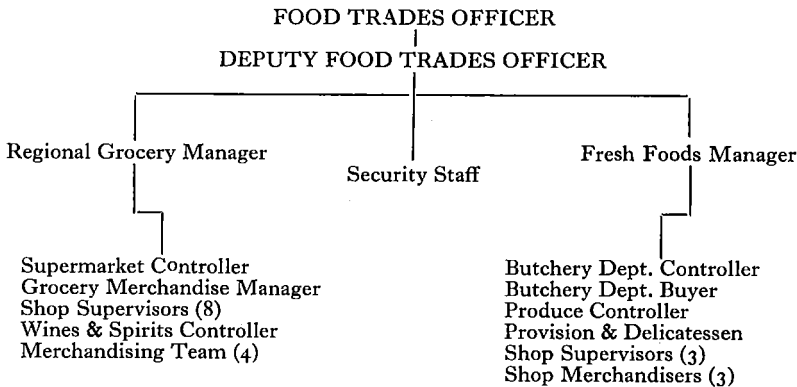 FOOD TRADES OFFICER
DEPUTY FOOD TRADES OFFICER
Regional Grocery Manager
Security Staff
Fresh Foods Manager
Supermarket Controller
Grocery Merchandise Manager
Shop Supervisors (8)
Wines & Spirits Controller
Merchandising Team (4)
Butchery Dept. Controller
Butchery Dept. Buyer
Produce Controller
Provision & Delicatessen
Shop Supervisors (3)
Shop Merchandisers (3)